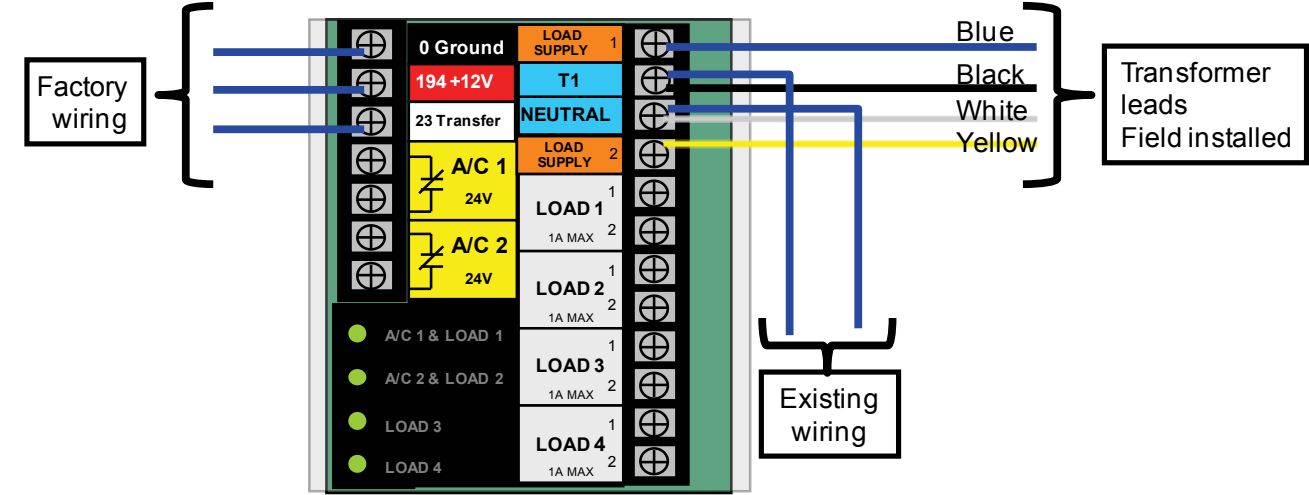 Factory
wiring
0 Ground
194 +12V
23 Transfer
A/C 1
24V
A/C 2
24V
A/C 1 & LOAD 1
A/C 2 & LOAD 2
LOAD 3
LOAD 4
LOAD
SUPPLY 1
T1
NEUTRAL
LOAD
SUPPLY 2
LOAD 1
1A MAX
1
2
LOAD 2
1A MAX
1
2
LOAD 3
1A MAX
1
2
LOAD 4
1A MAX
1
2
Blue
Black
White
Yellow
Transformer
leads
Field installed
Existing
wiring